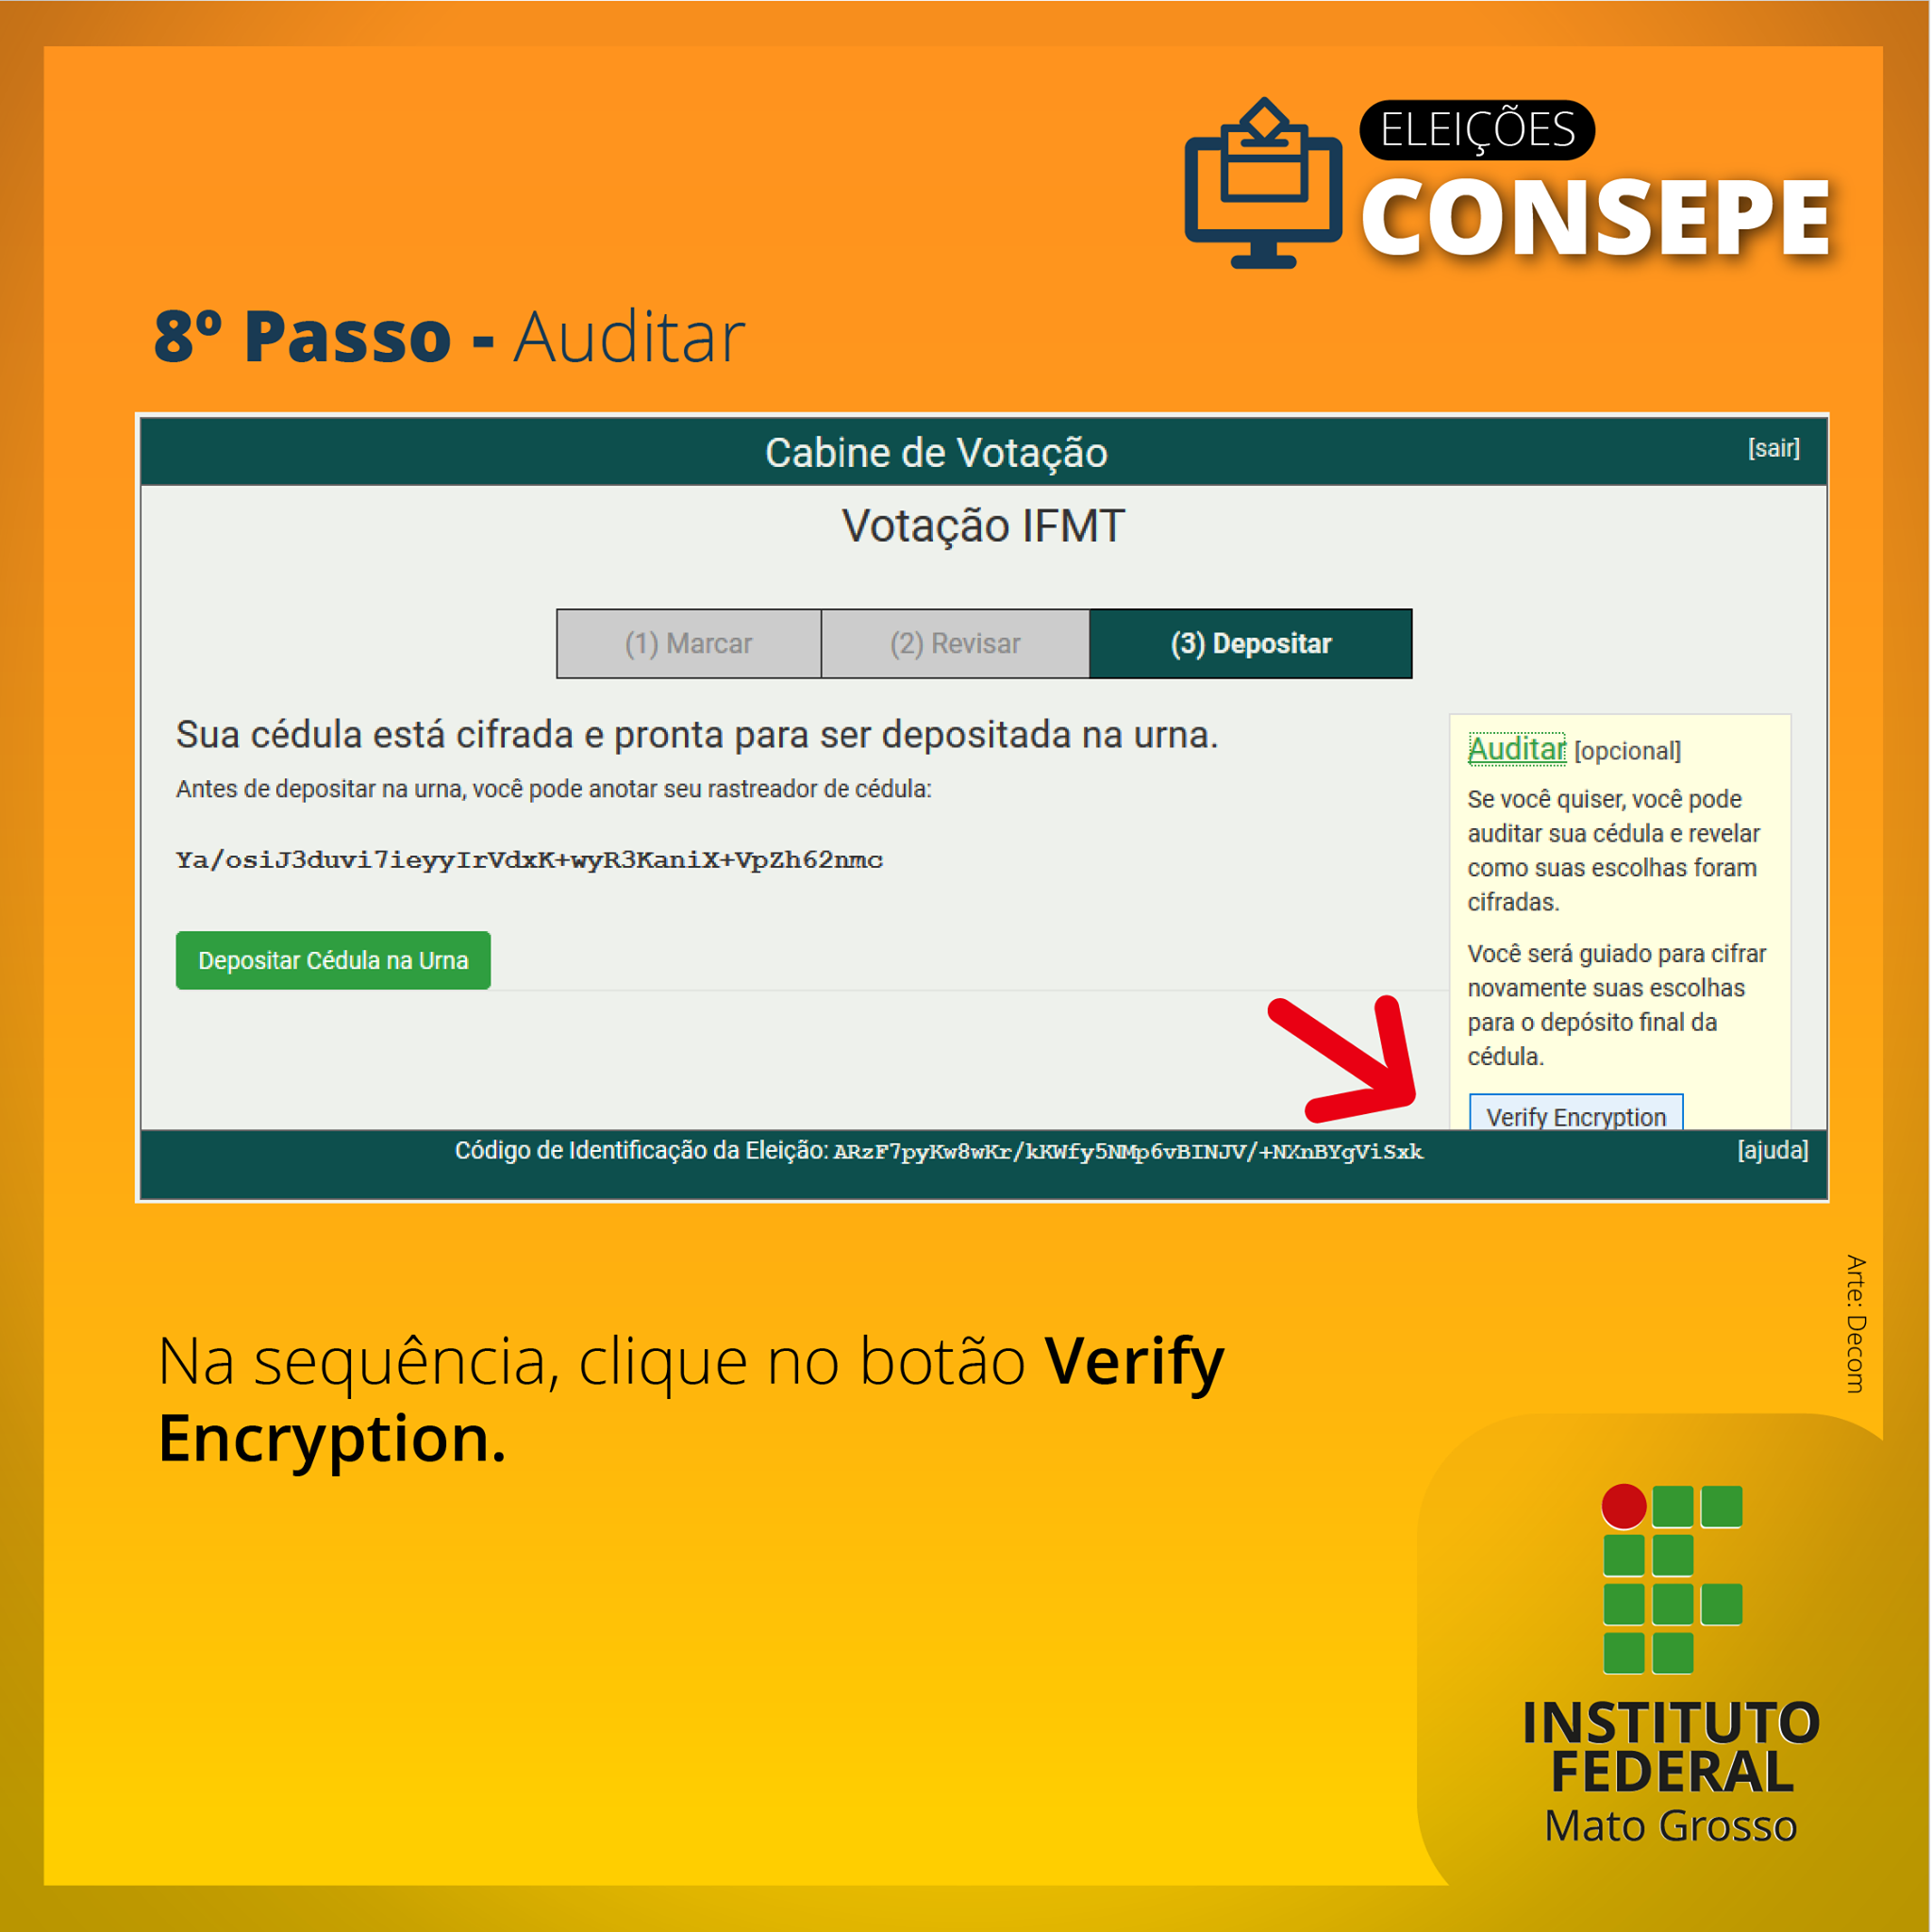 ELEIÇÕES
CONSEPE
8º Passo - Auditar
Cabine de Votação
[sair]
Votação IFMT
(1) Marcar
(2) Revisar
(3) Depositar
Sua cédula está cifrada e pronta para ser depositada na urna.
Antes de depositar na urna, você pode anotar seu rastreador de cédula:
Ya/osiJ3duvi7ieyyIrVdxK+wyR3KaniX+VpZh62nmc
Depositar Cédula na Urna
Auditar [opcional]
Se você quiser, você pode
auditar sua cédula e revelar
como suas escolhas foram
cifradas.
Você será guiado para cifrar
novamente suas escolhas
para o depósito final da
cédula.
Verify Encryption
Código de Identificação da Eleição: ARzF7pyKw8wKr/kKWfy5NMp6vBINJV/+NXnBYgViSxk
[ajuda]
Arte: Decom
Na sequência, clique no botão Verify
Encryption.
INSTITUTO
FEDERAL
Mato Grosso